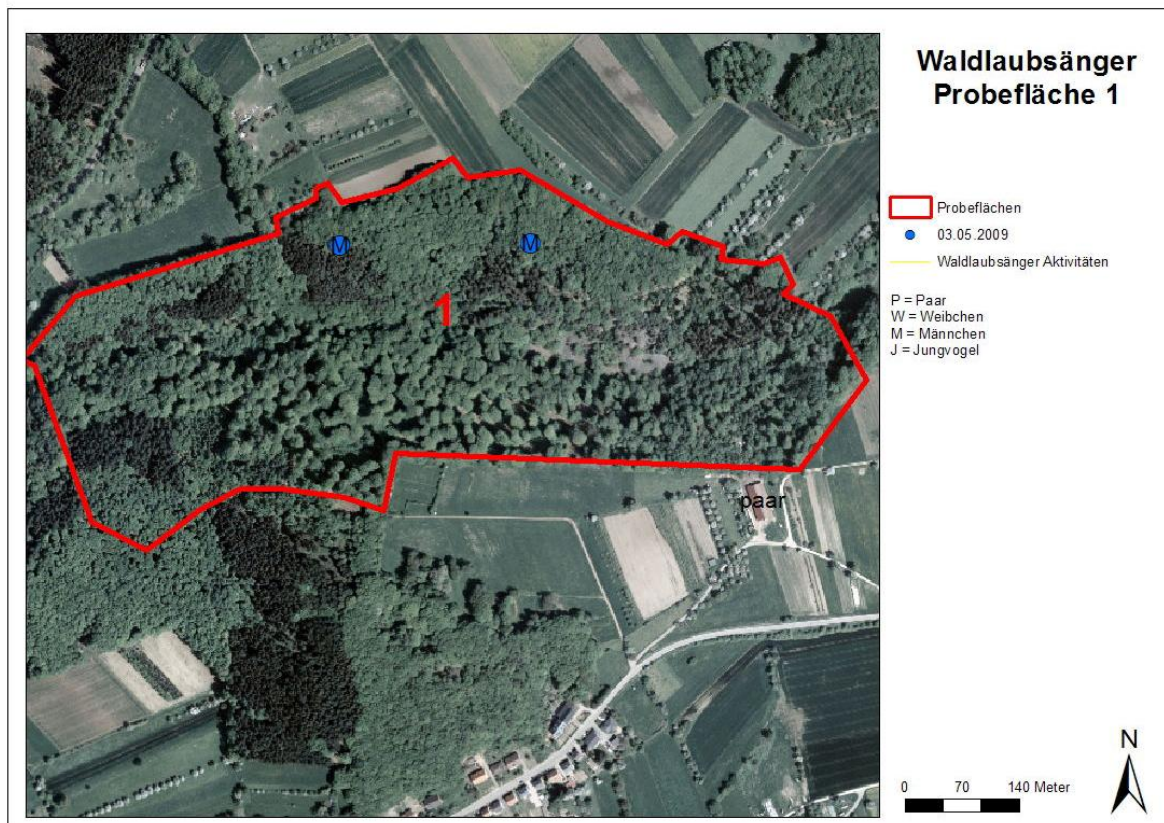 Waldlaubsänger
Probefläche 1
Probeflächen
03.05.2009
Waldlaubsänger Aktivitäten
P = Paar
W = Weibchen
M = Männchen
J = Jungvogel
M
M
1
paar
N
0 70 140 Meter